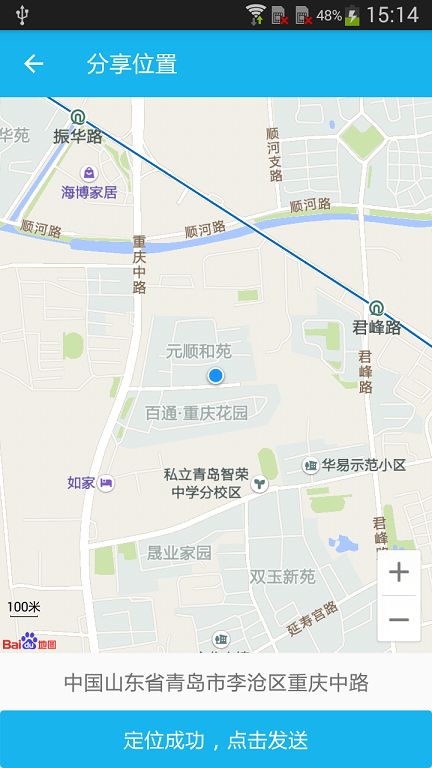 48% 15:14
分享位置
华苑
振华路
顺河支路
海博家居
顺河路
顺河路
顺河路
重庆中路
君峰路
元顺和苑
君峰路
百通·重庆花园
华易示范小区
私立青岛智荣
中学分校区
如家
君峰路
晟业家园
双玉新苑
延寿宫路
100米
Bai du 地图
+
−
中国山东省青岛市李沧区重庆中路
定位成功，点击发送